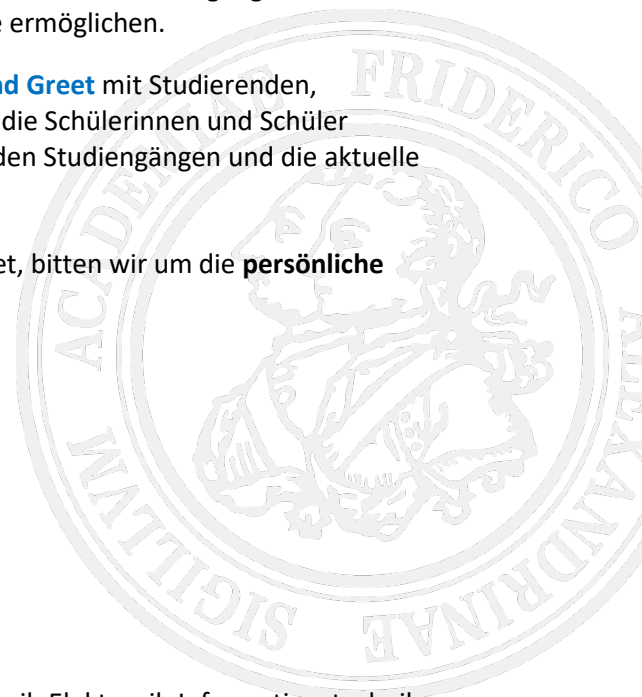 e ermöglichen.
nd Greet mit Studierenden,
die Schülerinnen und Schüler
den Studiengängen und die aktuelle
et, bitten wir um die persönliche
SIGILLVM ACADEMIAE FRIDERICO ALEXANDRINAE